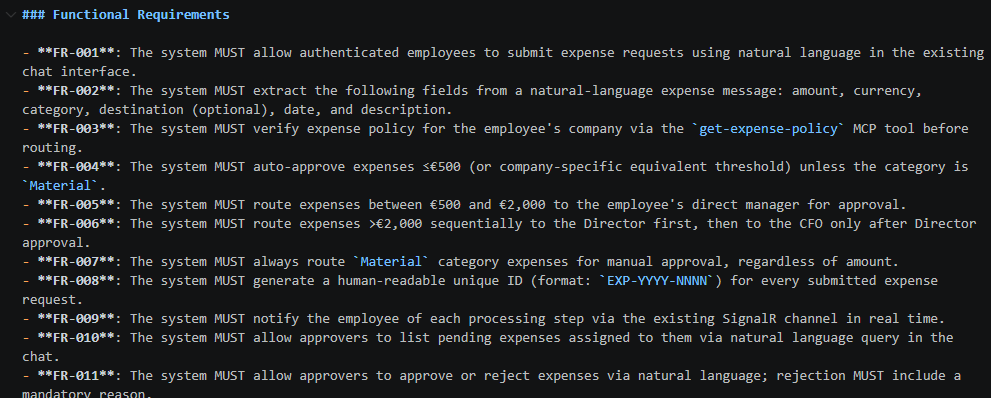 ### Functional Requirements
- **FR-001**: The system MUST allow authenticated employees to submit expense requests using natural language in the existing
chat interface.
- **FR-002**: The system MUST extract the following fields from a natural-language expense message: amount, currency,
category, destination (optional), date, and description.
- **FR-003**: The system MUST verify expense policy for the employee's company via the `get-expense-policy` MCP tool before
routing.
- **FR-004**: The system MUST auto-approve expenses ≤€500 (or company-specific equivalent threshold) unless the category is
`Material`.
- **FR-005**: The system MUST route expenses between €500 and €2,000 to the employee's direct manager for approval.
- **FR-006**: The system MUST route expenses >€2,000 sequentially to the Director first, then to the CFO only after Director
approval.
- **FR-007**: The system MUST always route `Material` category expenses for manual approval, regardless of amount.
- **FR-008**: The system MUST generate a human-readable unique ID (format: `EXP-YYYY-NNNN`) for every submitted expense
request.
- **FR-009**: The system MUST notify the employee of each processing step via the existing SignalR channel in real time.
- **FR-010**: The system MUST allow approvers to list pending expenses assigned to them via natural language query in the
chat.
- **FR-011**: The system MUST allow approvers to approve or reject expenses via natural language; rejection MUST include a
mandatory reason.